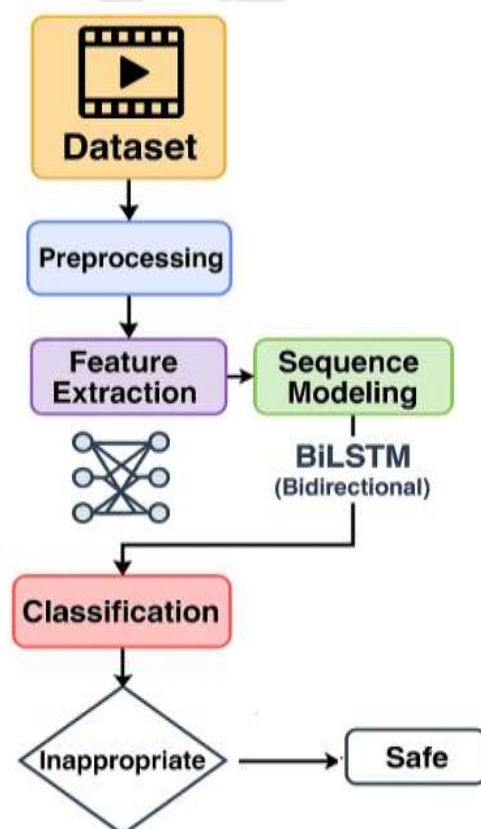 Dataset
Preprocessing
Feature
Extraction
Sequence
Modeling
BiLSTM
(Bidirectional)
Classification
Inappropriate
Safe